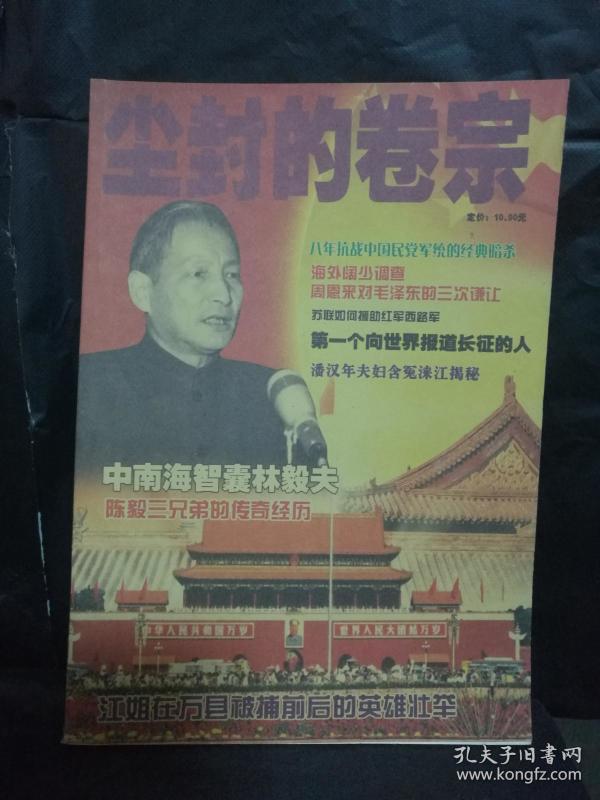 尘封的卷宗
定价：10.00元
八年抗战中国民党军统的经典暗杀
海外阔少调查
周恩来对毛泽东的三次谦让
苏联如何援助红军西路军
第一个向世界报道长征的人
潘汉年夫妇含冤洣江揭秘
中南海智囊林毅夫
陈毅三兄弟的传奇经历
中华人民共和国万岁
世界人民大团结万岁
江姐在万县被捕前后的英雄壮举
孔夫子旧书网
www.kongfz.com